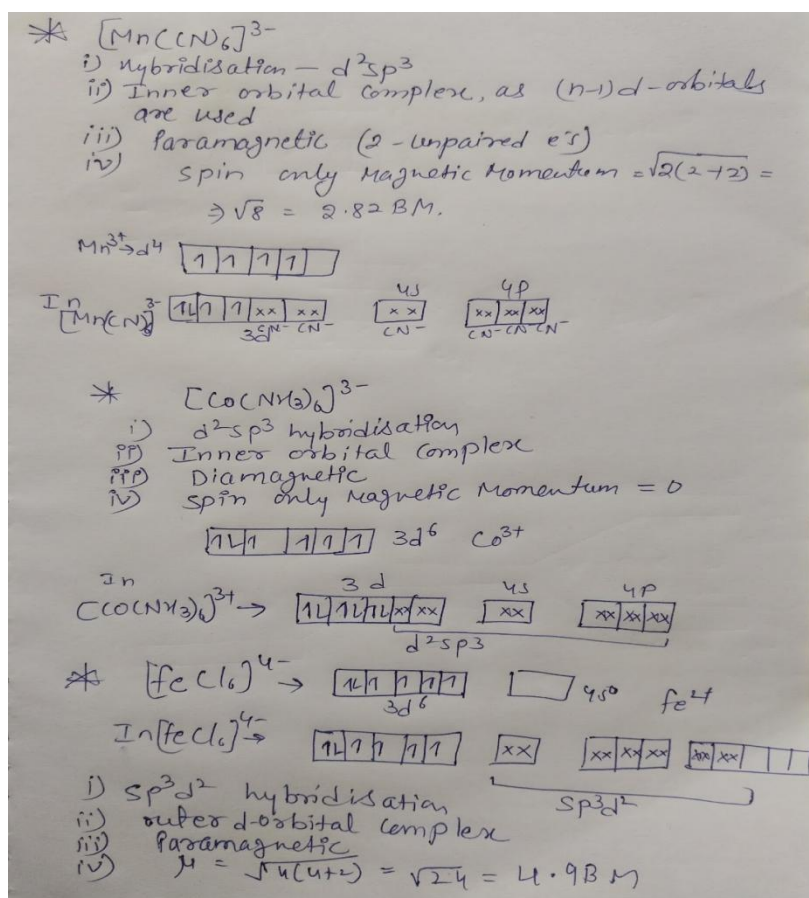 * [Mn(CN)6]3-
i) Hybridisation - d2sp3
ii) Inner orbital complex, as (n-1)d-orbitals
are used
iii) Paramagnetic (2-unpaired e's)
iv) Spin only Magnetic Momentum = √2(2+2) =
⇒ √8 = 2.82 BM.
Mn3+→d4 1 1 1 1
In [Mn(CN)6]3- 1L 1 1 xx xx xx xx xx xx
3d CN- CN- 4s CN- 4p CN- CN- CN-
* [Co(NH3)6]3-
i) d2sp3 hybridisation
ii) Inner orbital complex
iii) Diamagnetic
iv) Spin only Magnetic Momentum = 0
1L 1 1 1 1 3d6 Co3+
In 3d 4s 4p
[Co(NH3)6]3+ → 1L 1L 1L xx xx xx xx xx xx
d2sp3
* [FeCl6]4- → 1L 1 1 1 1 4s0 Fe2+
3d6
In [FeCl6]4- → 1L 1 1 1 1 xx xx xx xx xx xx
sp3d2
i) sp3d2 hybridisation
ii) outer d-orbital complex
iii) Paramagnetic
iv) μ = √4(4+2) = √24 = 4.9BM